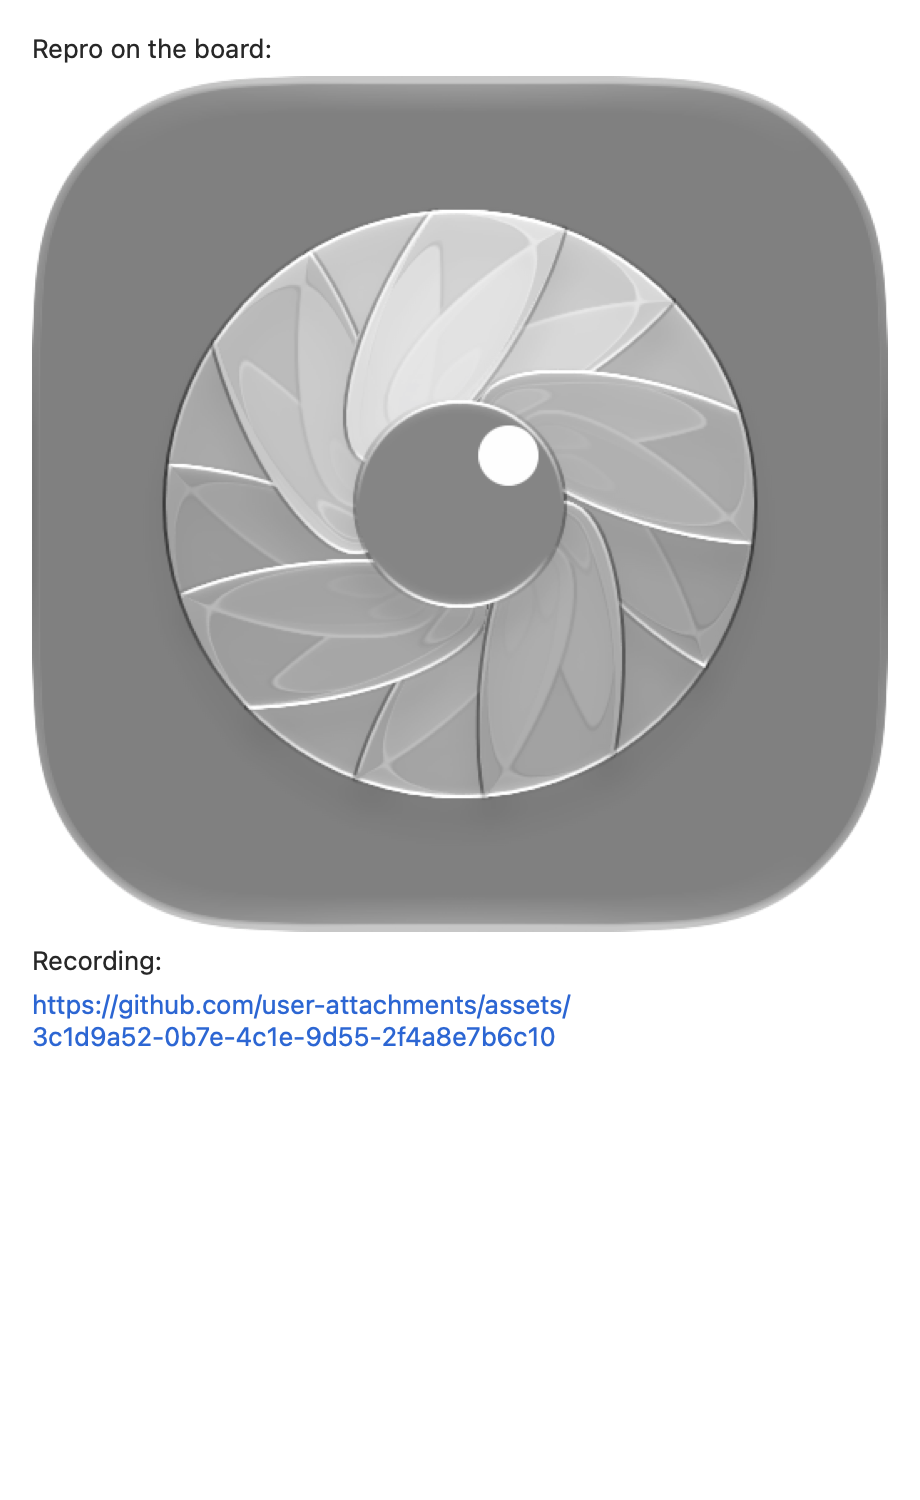 Repro on the board:
Recording:
https://github.com/user-attachments/assets/
3c1d9a52-0b7e-4c1e-9d55-2f4a8e7b6c10